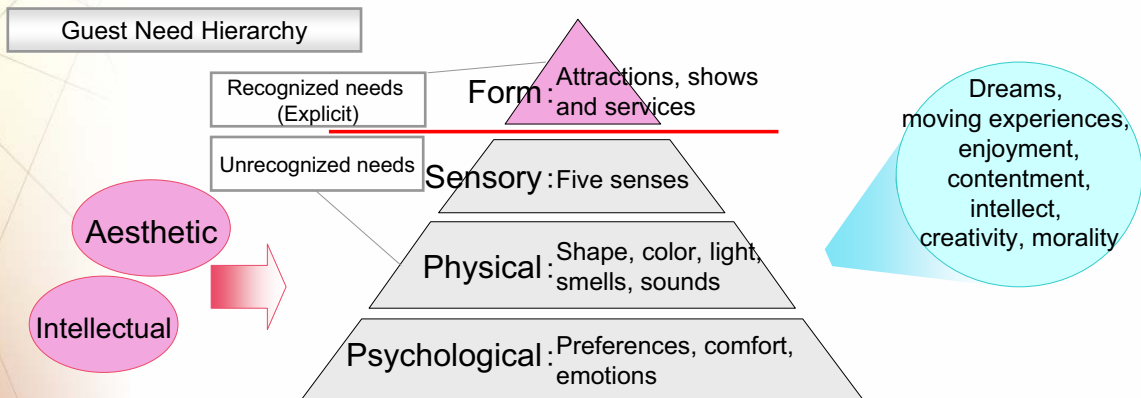 Guest Need Hierarchy
Recognized needs
(Explicit)
Form : Attractions, shows
and services
Unrecognized needs
Sensory : Five senses
Physical : Shape, color, light,
smells, sounds
Psychological : Preferences, comfort,
emotions
Aesthetic
Intellectual
Dreams,
moving experiences,
enjoyment,
contentment,
intellect,
creativity, morality